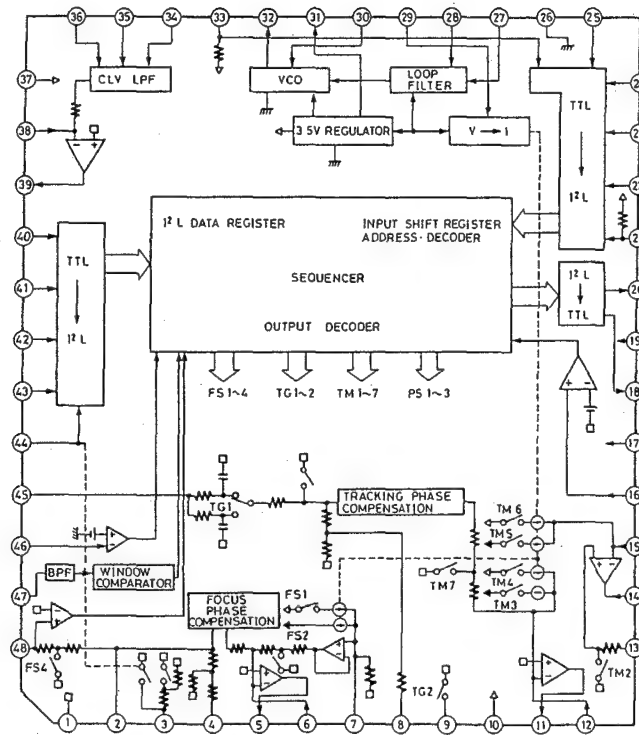 36 35 34 33 32 31 30 29 28 27 26 25
37
CLV LPF
VCO
LOOP
FILTER
TTL
I²L
38
3.5V REGULATOR
V → I
39
I²L DATA REGISTER
INPUT SHIFT REGISTER
ADDRESS·DECODER
SEQUENCER
OUTPUT DECODER
40
TTL
I²L
41
42
43
I²L
TTL
20
19
18
FS 1~4
TG 1~2
TM 1~7
PS 1~3
44
17
45
TG1
TRACKING PHASE
COMPENSATION
16
TM6
TM5
46
15
47
BPF
WINDOW
COMPARATOR
TM7
TM4
TM3
14
FOCUS
PHASE
COMPENSATION
FS1
FS2
48
FS4
TG2
TM2
13
1 2 3 4 5 6 7 8 9 10 11 12